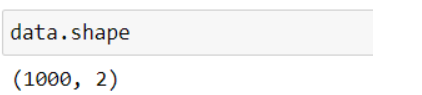 data.shape
(1000, 2)